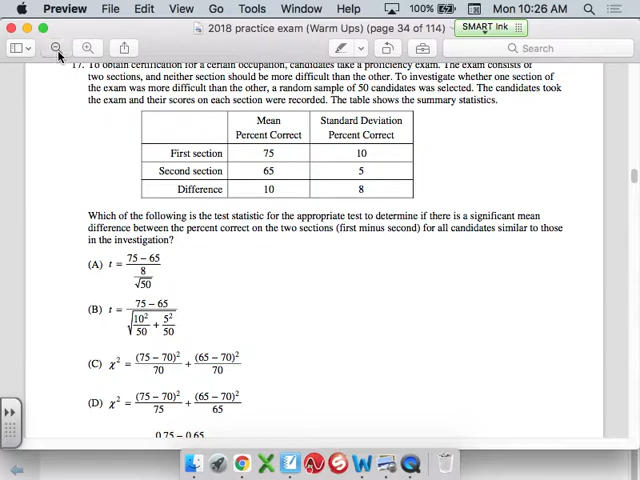 Preview File Edit View Go Tools Window Help 100% Mon 10:26 AM
2018 practice exam (Warm Ups) (page 34 of 114)
SMART Ink
Search
17. To obtain certification for a certain occupation, candidates take a proficiency exam. The exam consists of
two sections, and neither section should be more difficult than the other. To investigate whether one section of
the exam was more difficult than the other, a random sample of 50 candidates was selected. The candidates took
the exam and their scores on each section were recorded. The table shows the summary statistics.
Mean Percent Correct Standard Deviation Percent Correct
First section 75 10
Second section 65 5
Difference 10 8
Which of the following is the test statistic for the appropriate test to determine if there is a significant mean
difference between the percent correct on the two sections (first minus second) for all candidates similar to those
in the investigation?
(A) t = (75 − 65) / (8 / √50)
(B) t = (75 − 65) / √(10²/50 + 5²/50)
(C) χ² = (75 − 70)²/70 + (65 − 70)²/70
(D) χ² = (75 − 70)²/75 + (65 − 70)²/65
0.75 − 0.65